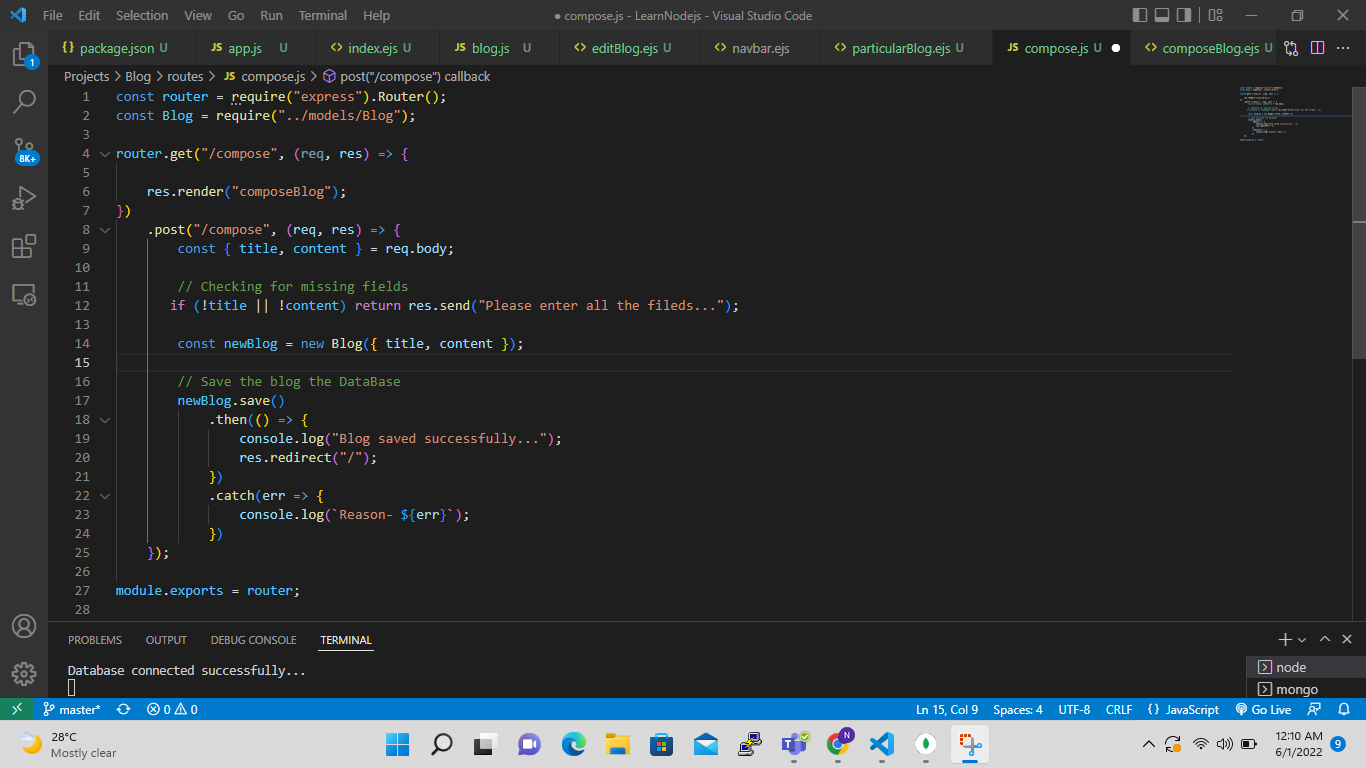 File Edit Selection View Go Run Terminal Help
● compose.js - LearnNodejs - Visual Studio Code
{} package.json U
JS app.js U
<> index.ejs U
JS blog.js U
<> editBlog.ejs U
<> navbar.ejs
<> particularBlog.ejs U
JS compose.js U ●
<> composeBlog.ejs U
1
8K+
Projects > Blog > routes > JS compose.js > post("/compose") callback
1 const router = require("express").Router();
2 const Blog = require("../models/Blog");
3
4 router.get("/compose", (req, res) => {
5
6 res.render("composeBlog");
7 })
8 .post("/compose", (req, res) => {
9 const { title, content } = req.body;
10
11 // Checking for missing fields
12 if (!title || !content) return res.send("Please enter all the fileds...");
13
14 const newBlog = new Blog({ title, content });
15
16 // Save the blog the DataBase
17 newBlog.save()
18 .then(() => {
19 console.log("Blog saved successfully...");
20 res.redirect("/");
21 })
22 .catch(err => {
23 console.log(`Reason- ${err}`);
24 })
25 });
26
27 module.exports = router;
28
PROBLEMS OUTPUT DEBUG CONSOLE TERMINAL
Database connected successfully...
node
mongo
master* 0 0 Ln 15, Col 9 Spaces: 4 UTF-8 CRLF {} JavaScript Go Live
28°C
Mostly clear
N
12:10 AM
6/1/2022
9